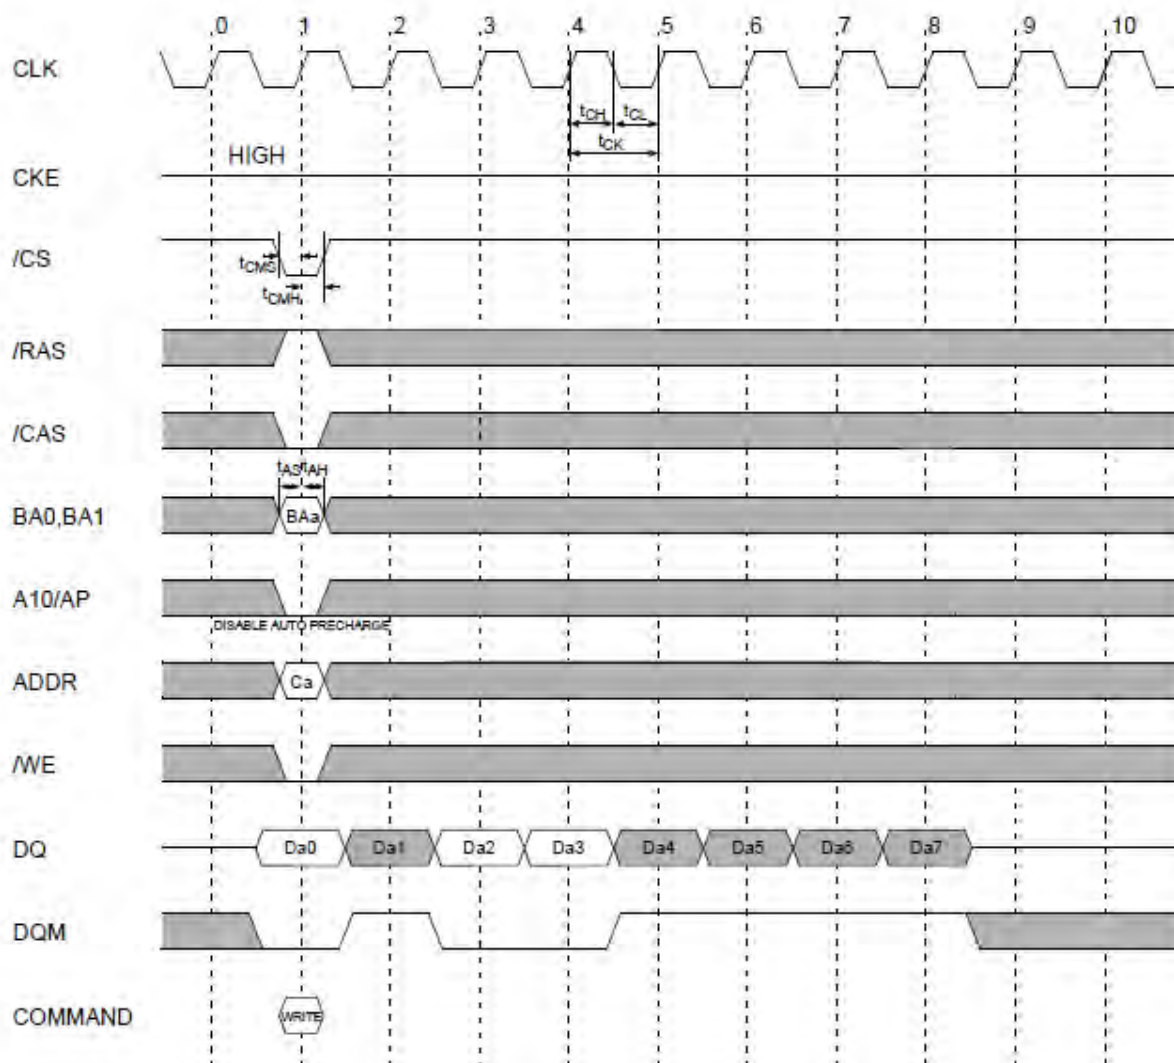 0 1 2 3 4 5 6 7 8 9 10
CLK
tCH tCL
tCK
HIGH
CKE
/CS
tCMS
tCMH
/RAS
/CAS
tAS tAH
BA0,BA1 BAa
A10/AP
DISABLE AUTO PRECHARGE
ADDR Ca
/WE
DQ Da0 Da1 Da2 Da3 Da4 Da5 Da6 Da7
DQM
COMMAND WRITE